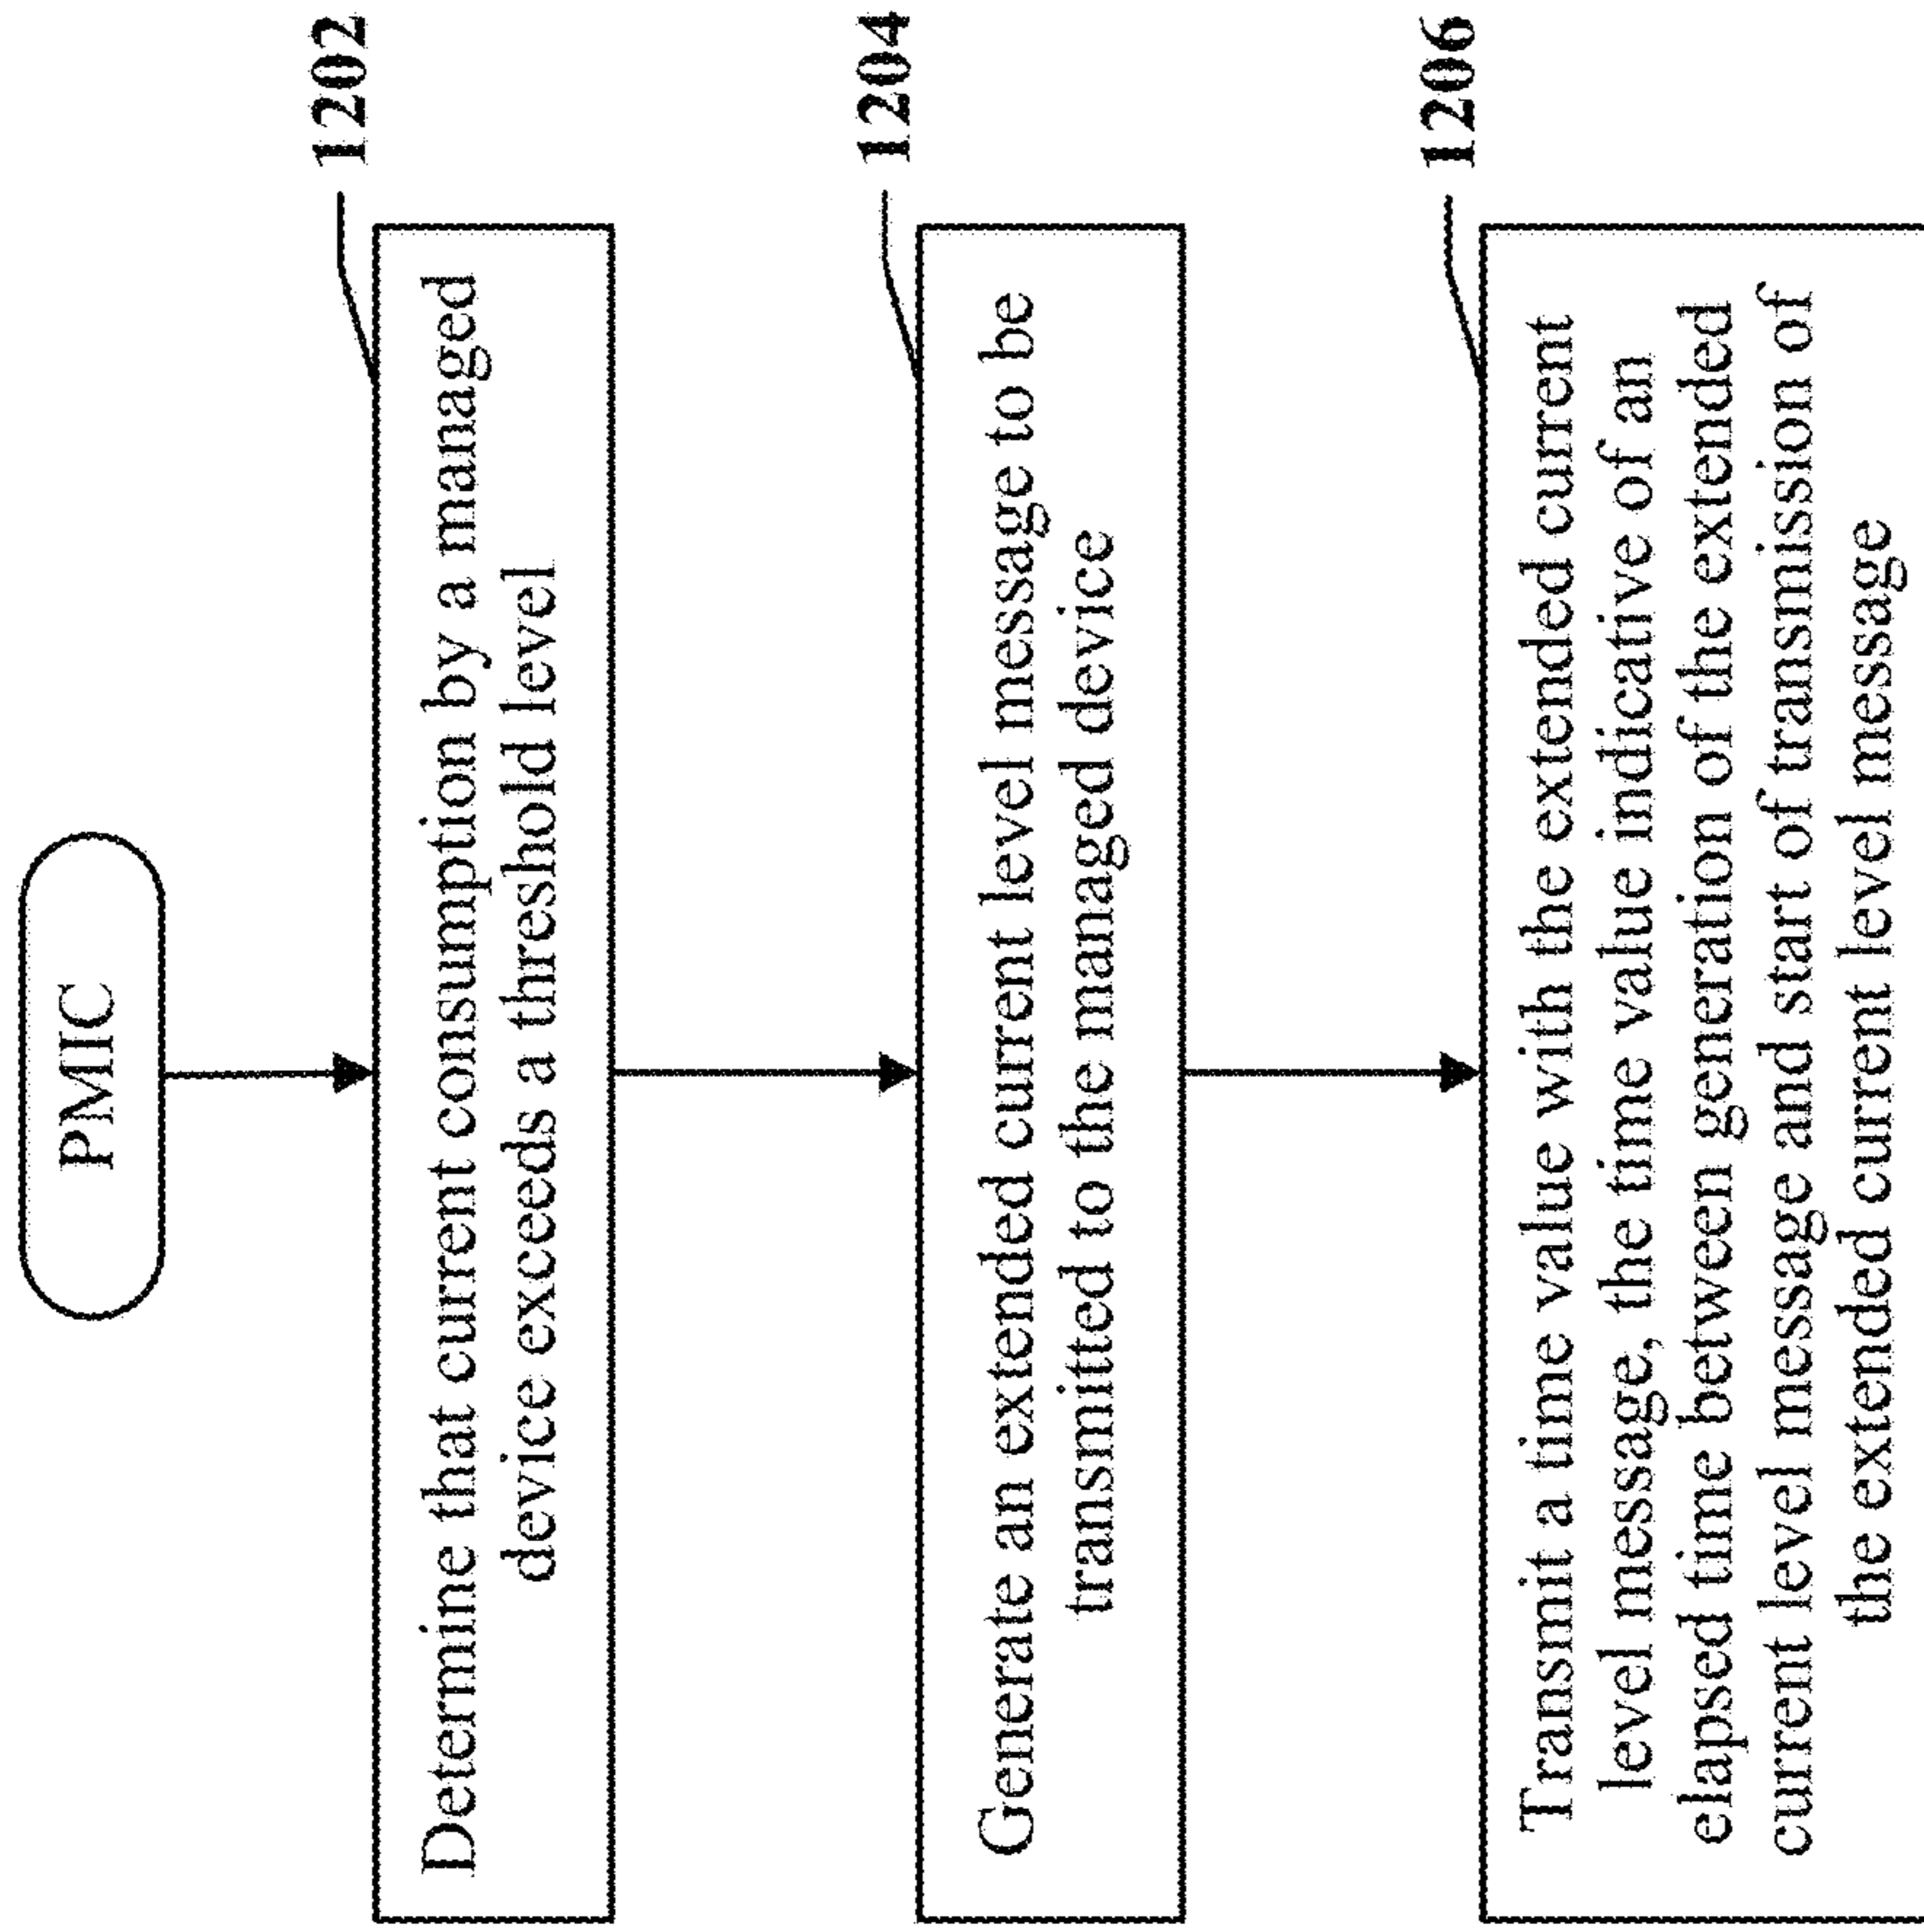 PMIC
1202
Determine that current consumption by a managed
device exceeds a threshold level
1204
Generate an extended current level message to be
transmitted to the managed device
1206
Transmit a time value with the extended current
level message, the time value indicative of an
elapsed time between generation of the extended
current level message and start of transmission of
the extended current level message